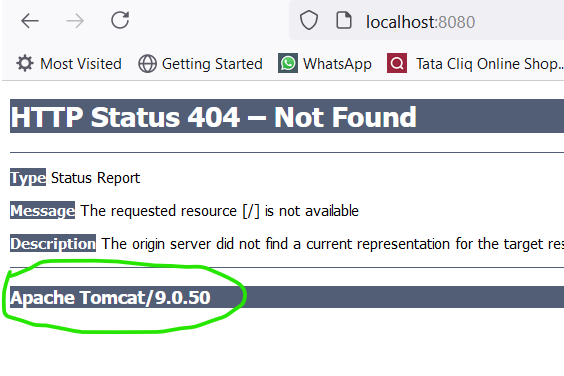 localhost:8080
Most Visited Getting Started WhatsApp Tata Cliq Online Shop..
HTTP Status 404 – Not Found
Type Status Report
Message The requested resource [/] is not available
Description The origin server did not find a current representation for the target res
Apache Tomcat/9.0.50